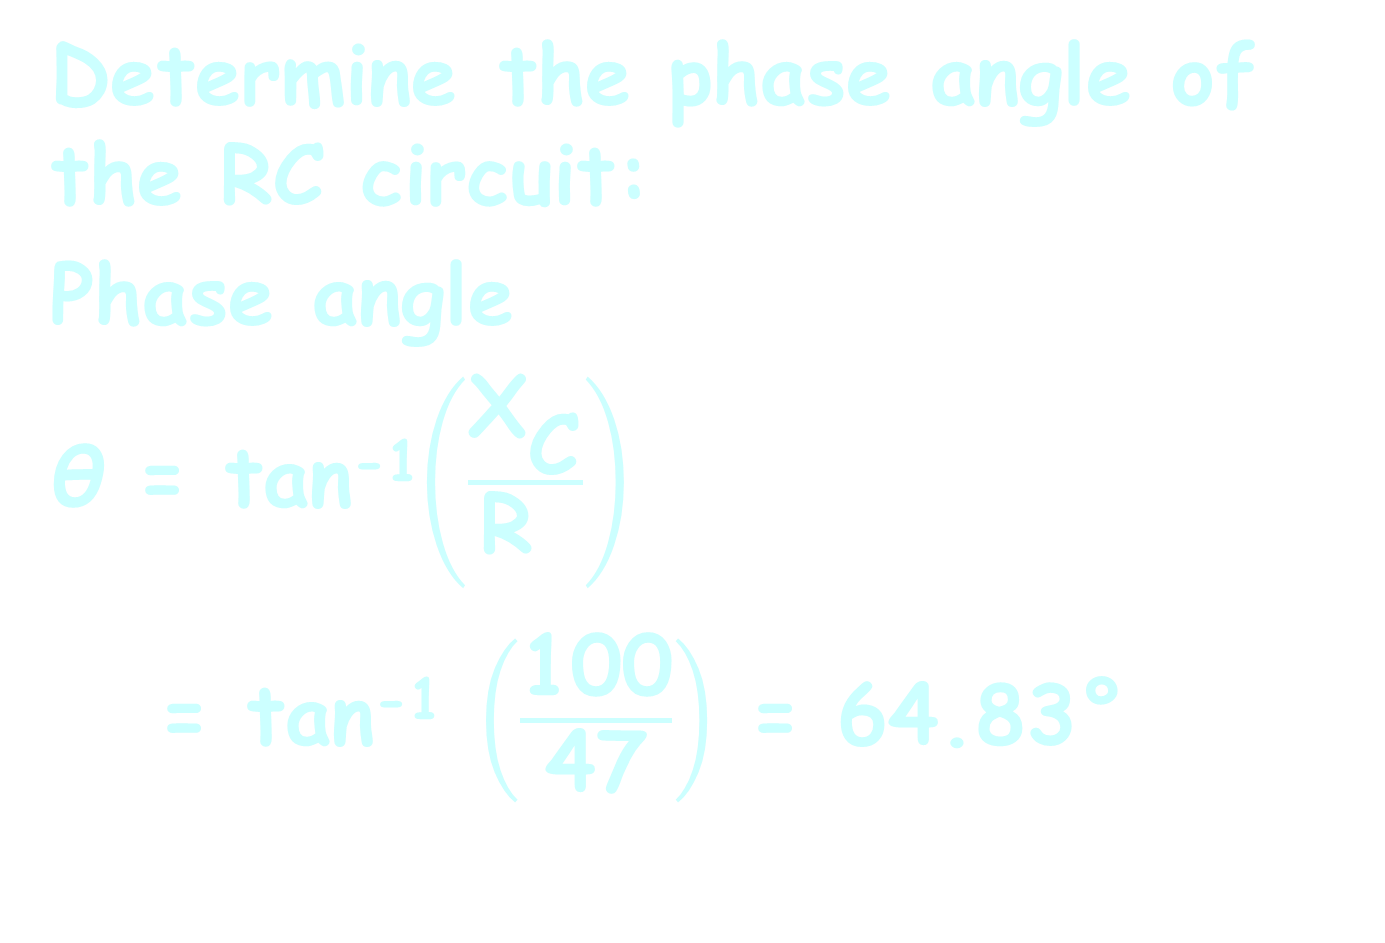 Determine the phase angle of
the RC circuit:
Phase angle
θ = tan⁻¹(X_C/R)
= tan⁻¹ (100/47) = 64.83°